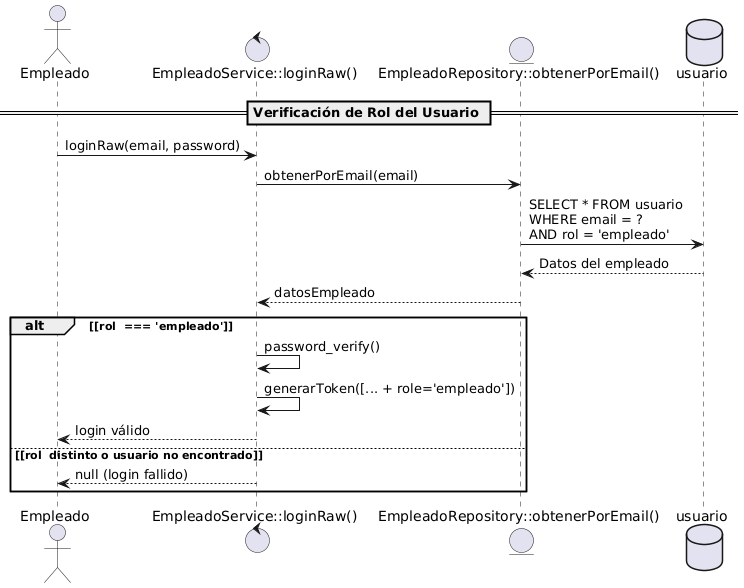 Empleado
EmpleadoService::loginRaw()
EmpleadoRepository::obtenerPorEmail()
usuario
Verificación de Rol del Usuario
loginRaw(email, password)
obtenerPorEmail(email)
SELECT * FROM usuario
WHERE email = ?
AND rol = 'empleado'
Datos del empleado
datosEmpleado
alt
[[rol  === 'empleado']]
password_verify()
generarToken([... + role='empleado'])
login válido
[[rol  distinto o usuario no encontrado]]
null (login fallido)
Empleado
EmpleadoService::loginRaw()
EmpleadoRepository::obtenerPorEmail()
usuario